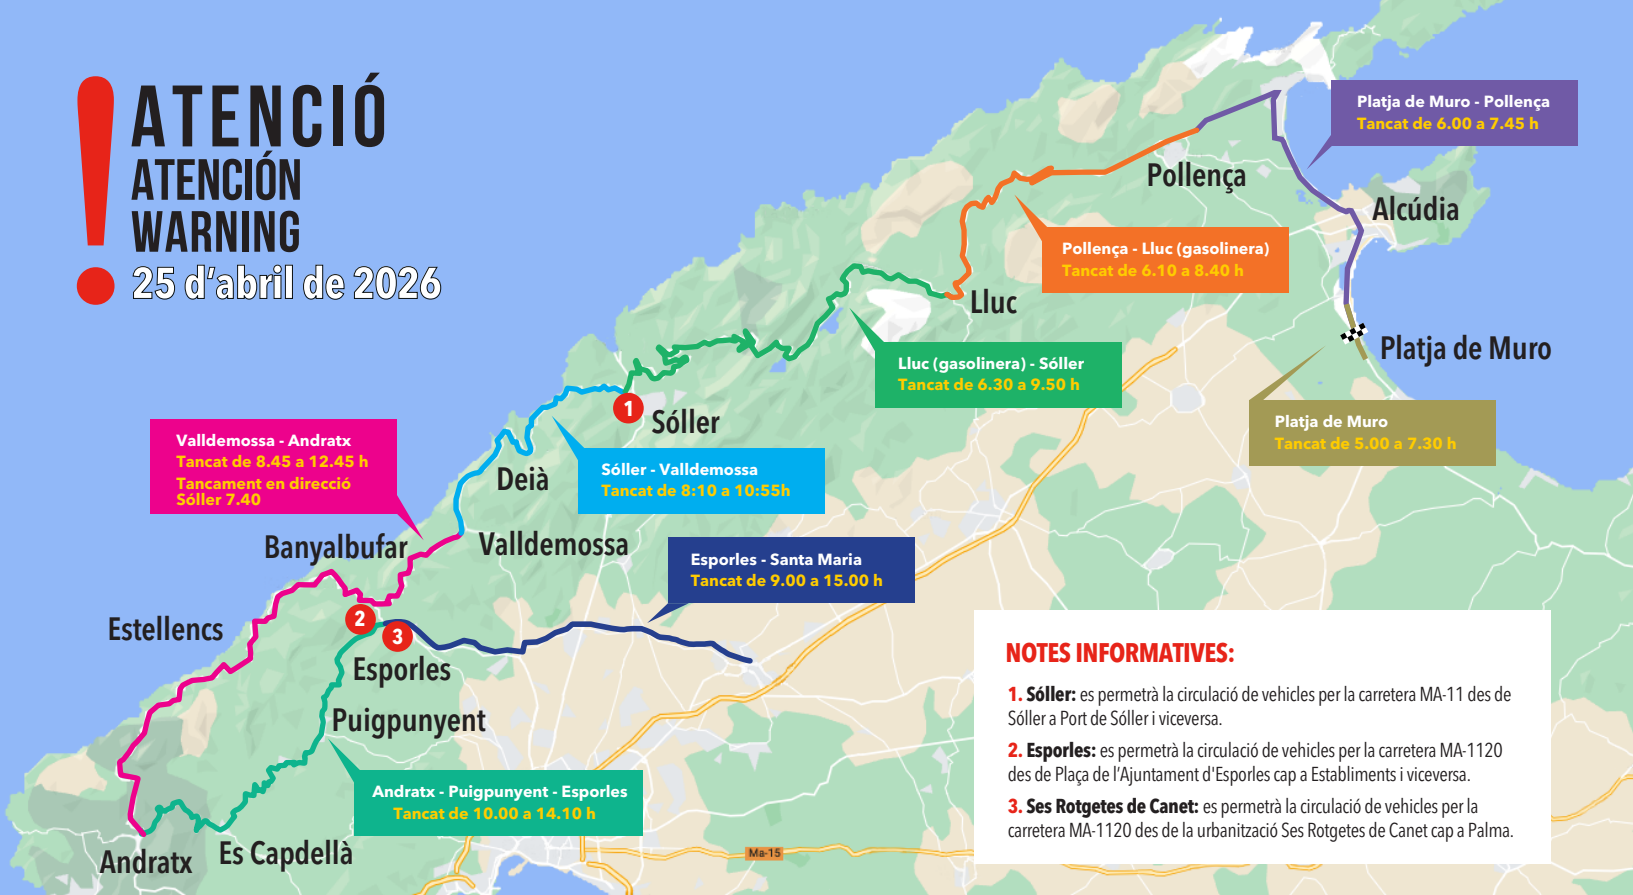 ATENCIÓ
ATENCIÓN
WARNING
25 d'abril de 2026
Platja de Muro - Pollença
Tancat de 6.00 a 7.45 h
Pollença
Alcúdia
Pollença - Lluc (gasolinera)
Tancat de 6.10 a 8.40 h
Lluc
Platja de Muro
Lluc (gasolinera) - Sóller
Tancat de 6.30 a 9.50 h
Platja de Muro
Tancat de 5.00 a 7.30 h
1
Sóller
Valldemossa - Andratx
Tancat de 8.45 a 12.45 h
Tancament en direcció
Sóller 7.40
Sóller - Valldemossa
Tancat de 8:10 a 10:55h
Deià
Banyalbufar
Valldemossa
Esporles - Santa Maria
Tancat de 9.00 a 15.00 h
Estellencs
2
3
Esporles
Puigpunyent
Andratx - Puigpunyent - Esporles
Tancat de 10.00 a 14.10 h
Andratx
Es Capdellà
Ma-15
NOTES INFORMATIVES:
1. Sóller: es permetrà la circulació de vehicles per la carretera MA-11 des de
Sóller a Port de Sóller i viceversa.
2. Esporles: es permetrà la circulació de vehicles per la carretera MA-1120
des de Plaça de l'Ajuntament d'Esporles cap a Establiments i viceversa.
3. Ses Rotgetes de Canet: es permetrà la circulació de vehicles per la
carretera MA-1120 des de la urbanització Ses Rotgetes de Canet cap a Palma.